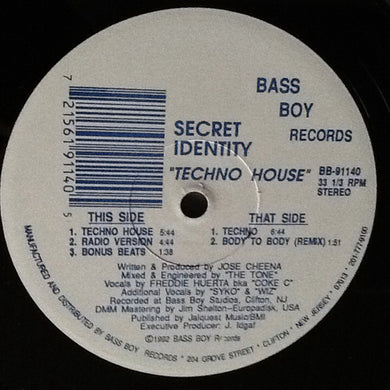 BASS
BOY
RECORDS
7 21561 91140 5
SECRET
IDENTITY
BB-91140
"TECHNO HOUSE"
33 1/3 RPM
STEREO
THIS SIDE
1. TECHNO HOUSE 5:44
2. RADIO VERSION 4:44
3. BONUS BEATS 1:38
THAT SIDE
1. TECHNO 6:44
2. BODY TO BODY (REMIX) 1:51
Written & Produced by JOSE CHEENA
Mixed & Engineered by "THE TONE"
Vocals by FREDDIE HUERTA bka "COKE C"
Additional Vocals by "SYKO" & "WIZ"
Recorded at Bass Boy Studios, Clifton, NJ
DMM Mastering by Jim Shelton-Europadisk, USA
Published by Jalquest Music/BMI
Executive Producer: J. Idgaf
©1992 BASS BOY Records
MANUFACTURED AND DISTRIBUTED BY BASS BOY RECORDS * 204 GROVE STREET * CLIFTON * NEW JERSEY * 07013 * 201-777-9100